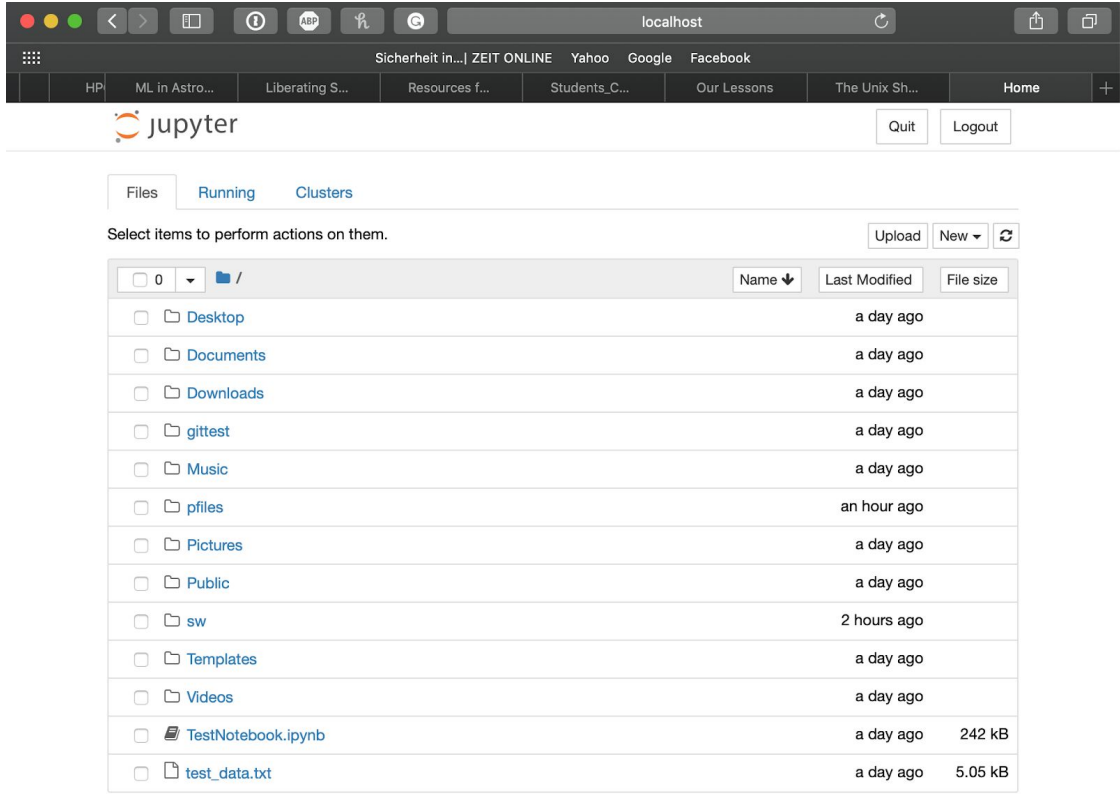 ABP
localhost
Sicherheit in...| ZEIT ONLINE Yahoo Google Facebook
HP ML in Astro... Liberating S... Resources f... Students_C... Our Lessons The Unix Sh... Home +
jupyter Quit Logout
Files Running Clusters
Select items to perform actions on them. Upload New
0 / Name Last Modified File size
Desktop a day ago
Documents a day ago
Downloads a day ago
gittest a day ago
Music a day ago
pfiles an hour ago
Pictures a day ago
Public a day ago
sw 2 hours ago
Templates a day ago
Videos a day ago
TestNotebook.ipynb a day ago 242 kB
test_data.txt a day ago 5.05 kB